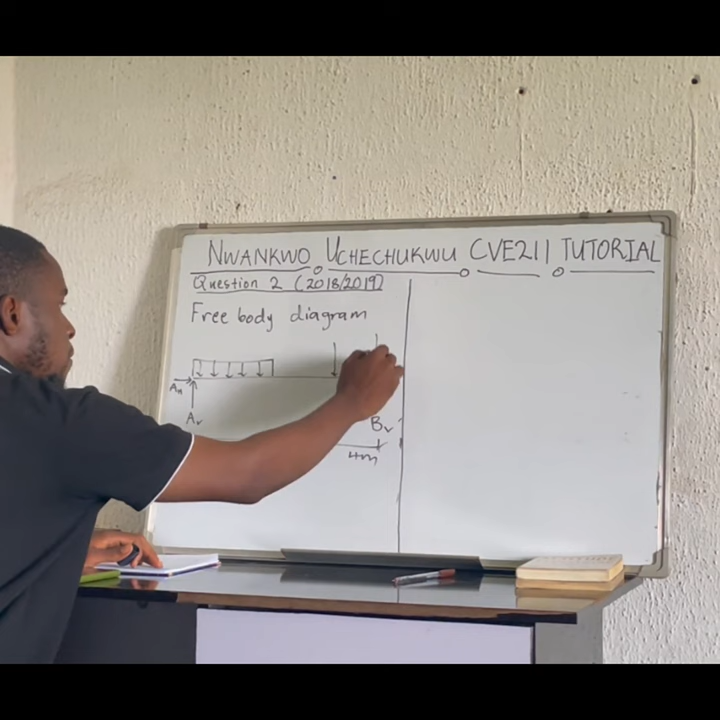 NWANKWO UCHECHUKWU CVE211 TUTORIAL
Question 2 (2018/2019)
Free body diagram
AH
Av
Bv
4m